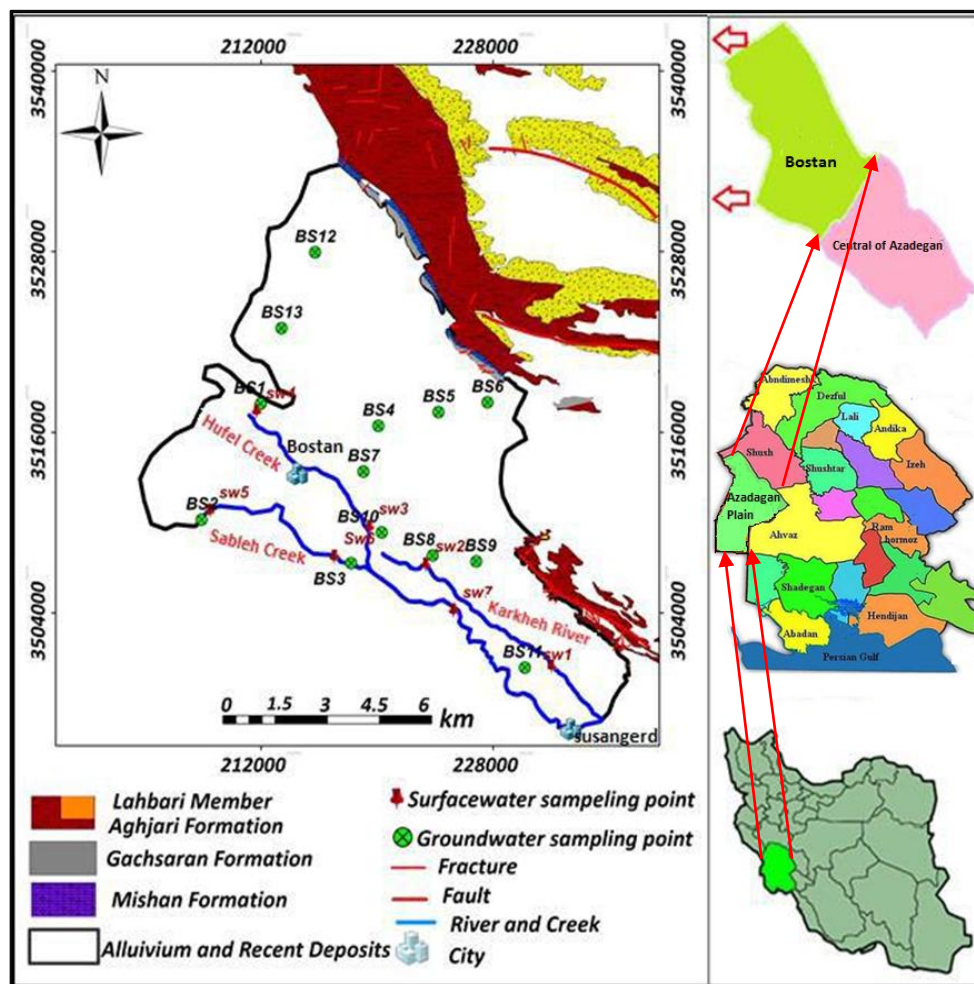 212000
228000
3540000
3540000
N
BS12
3528000
3528000
BS13
BS1
sw4
BS4
BS5
BS6
3516000
3516000
Hufel Creek
Bostan
BS7
BS2
sw5
BS10
sw3
Sw6
BS8
sw2
BS9
Sableh Creek
BS3
sw7
Karkheh River
3504000
3504000
BS11
sw1
0 1.5 3 4.5 6
km
susangerd
212000
228000
Lahbari Member
Aghjari Formation
Gachsaran Formation
Mishan Formation
Alluivium and Recent Deposits
Surfacewater sampeling point
Groundwater sampling point
Fracture
Fault
River and Creek
City
Bostan
Central of Azadegan
Abndimesh
Dezful
Lali
Andika
Shush
Shushtar
Izeh
Azadagan
Plain
Ahvaz
Ram
hormoz
Shadegan
Hendijan
Abadan
Persian Gulf